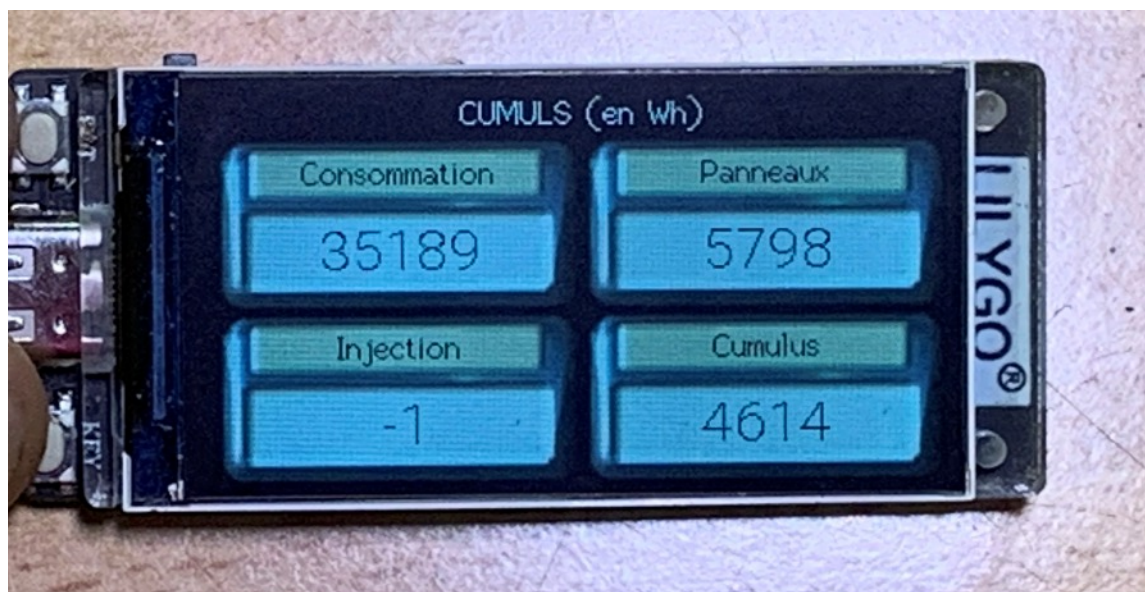 CUMULS (en Wh)
Consommation
35189
Panneaux
5798
Injection
-1
Cumulus
4614
LILYGO®
KEY